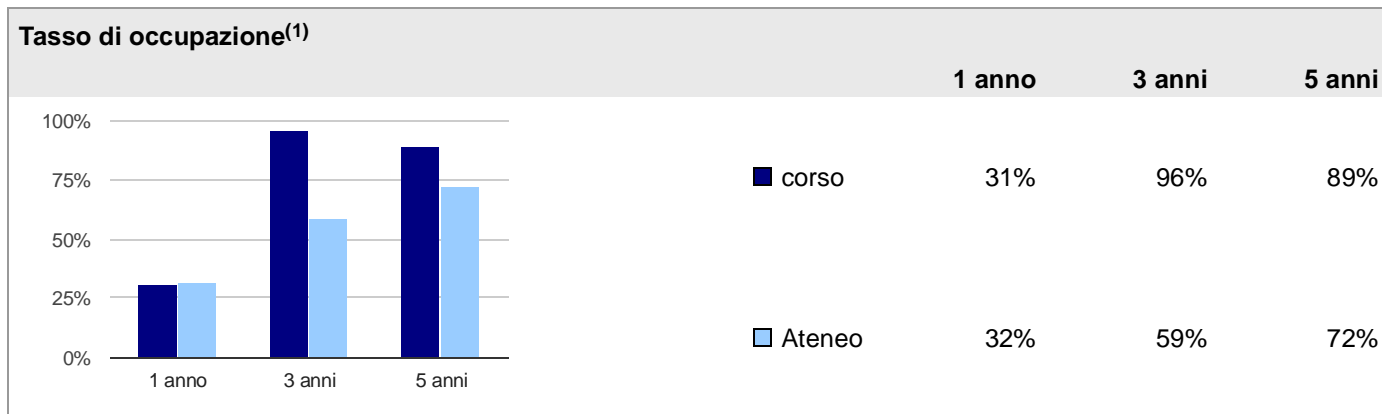 Tasso di occupazione(1)
1 anno 3 anni 5 anni
100%
75%
50%
25%
0%
1 anno 3 anni 5 anni
corso 31% 96% 89%
Ateneo 32% 59% 72%